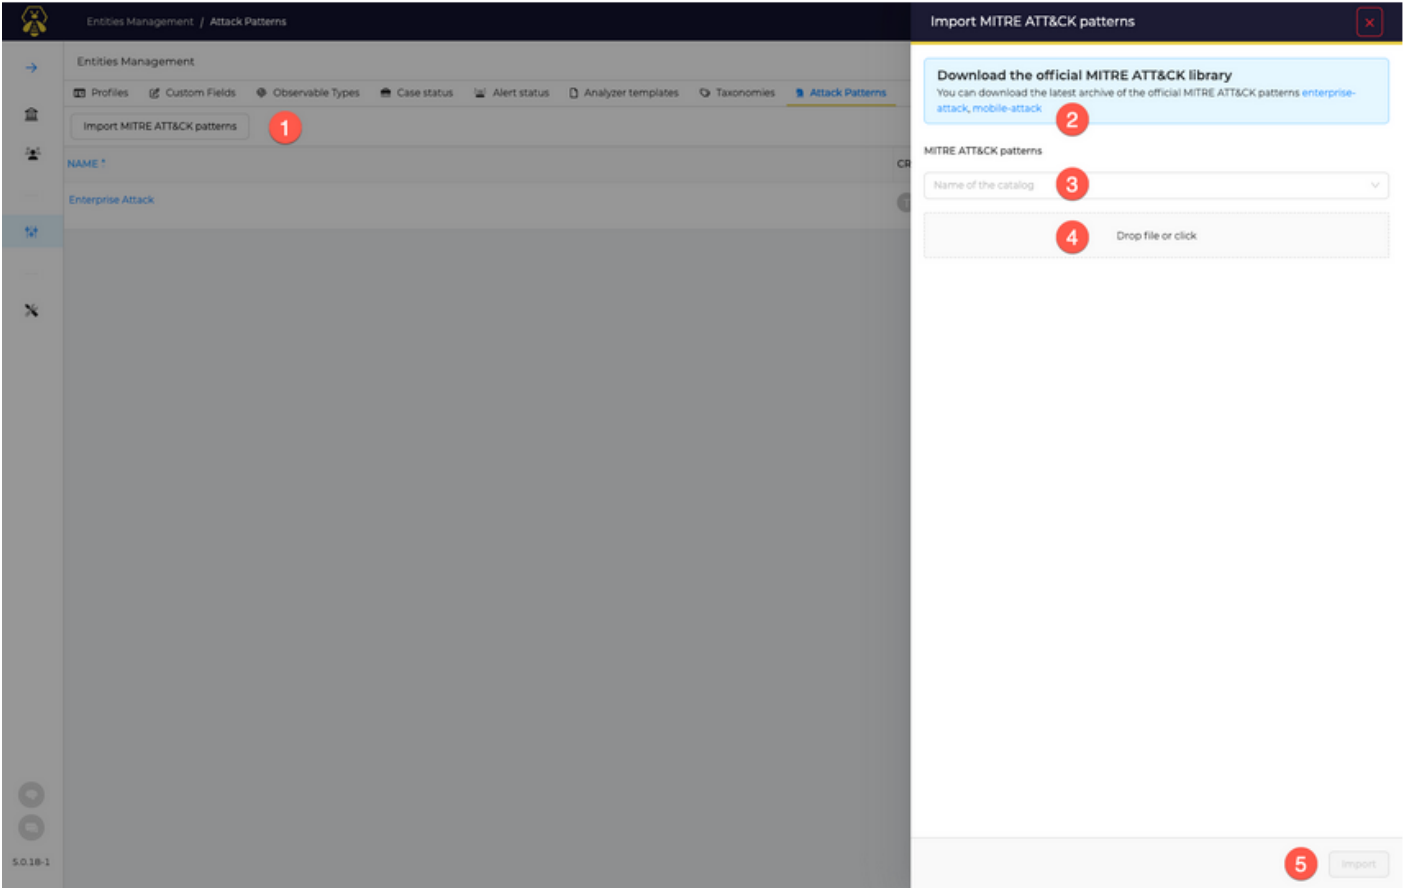 Entities Management / Attack Patterns
Import MITRE ATT&CK patterns
Entities Management
Profiles Custom Fields Observable Types Case status Alert status Analyzer templates Taxonomies Attack Patterns
Import MITRE ATT&CK patterns 1
NAME
CR
Enterprise Attack
T
Download the official MITRE ATT&CK library
You can download the latest archive of the official MITRE ATT&CK patterns enterprise-
attack, mobile-attack
2
MITRE ATT&CK patterns
Name of the catalog 3
4 Drop file or click
5.0.18-1
5 Import